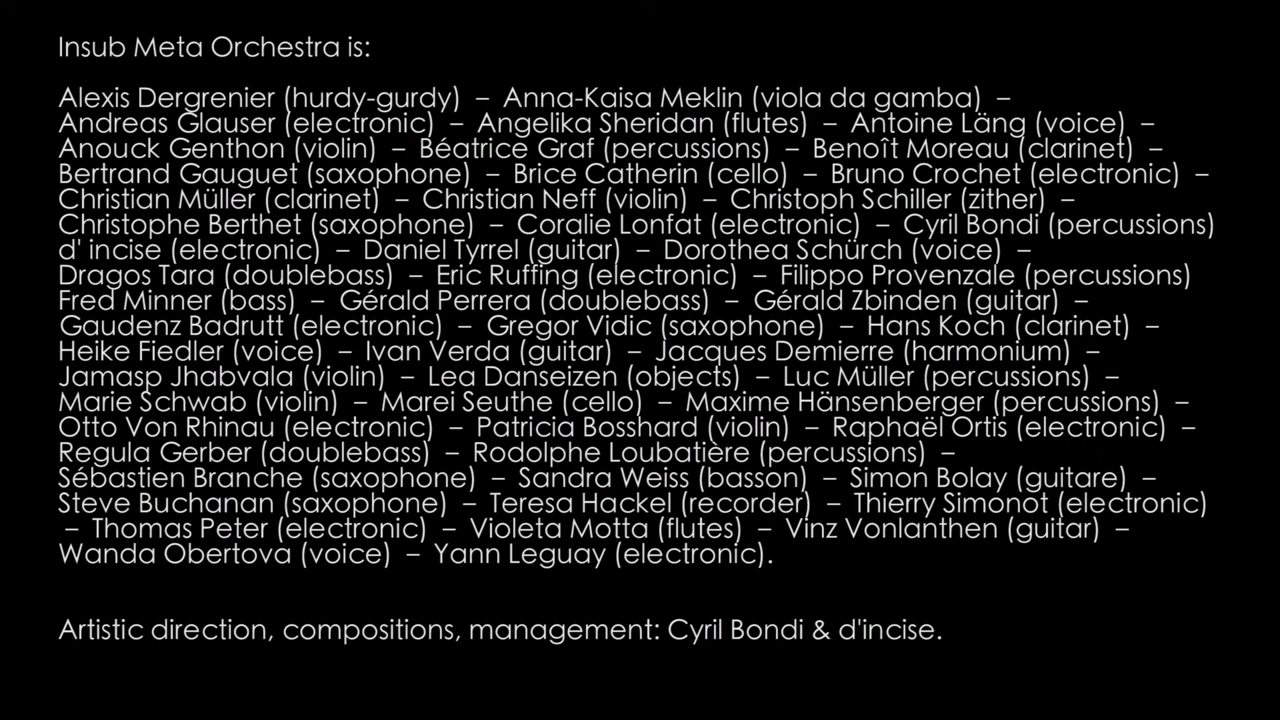 Insub Meta Orchestra is:
Alexis Dergrenier (hurdy-gurdy) – Anna-Kaisa Meklin (viola da gamba) –
Andreas Glauser (electronic) – Angelika Sheridan (flutes) – Antoine Läng (voice) –
Anouck Genthon (violin) – Béatrice Graf (percussions) – Benoît Moreau (clarinet) –
Bertrand Gauguet (saxophone) – Brice Catherin (cello) – Bruno Crochet (electronic) –
Christian Müller (clarinet) – Christian Neff (violin) – Christoph Schiller (zither) –
Christophe Berthet (saxophone) – Coralie Lonfat (electronic) – Cyril Bondi (percussions)
d' incise (electronic) – Daniel Tyrrel (guitar) – Dorothea Schürch (voice) –
Dragos Tara (doublebass) – Eric Ruffing (electronic) – Filippo Provenzale (percussions)
Fred Minner (bass) – Gérald Perrera (doublebass) – Gérald Zbinden (guitar) –
Gaudenz Badrutt (electronic) – Gregor Vidic (saxophone) – Hans Koch (clarinet) –
Heike Fiedler (voice) – Ivan Verda (guitar) – Jacques Demierre (harmonium) –
Jamasp Jhabvala (violin) – Lea Danseizen (objects) – Luc Müller (percussions) –
Marie Schwab (violin) – Marei Seuthe (cello) – Maxime Hänsenberger (percussions) –
Otto Von Rhinau (electronic) – Patricia Bosshard (violin) – Raphaël Ortis (electronic) –
Regula Gerber (doublebass) – Rodolphe Loubatière (percussions) –
Sébastien Branche (saxophone) – Sandra Weiss (basson) – Simon Bolay (guitare) –
Steve Buchanan (saxophone) – Teresa Hackel (recorder) – Thierry Simonot (electronic)
– Thomas Peter (electronic) – Violeta Motta (flutes) – Vinz Vonlanthen (guitar) –
Wanda Obertova (voice) – Yann Leguay (electronic).
Artistic direction, compositions, management: Cyril Bondi & d'incise.